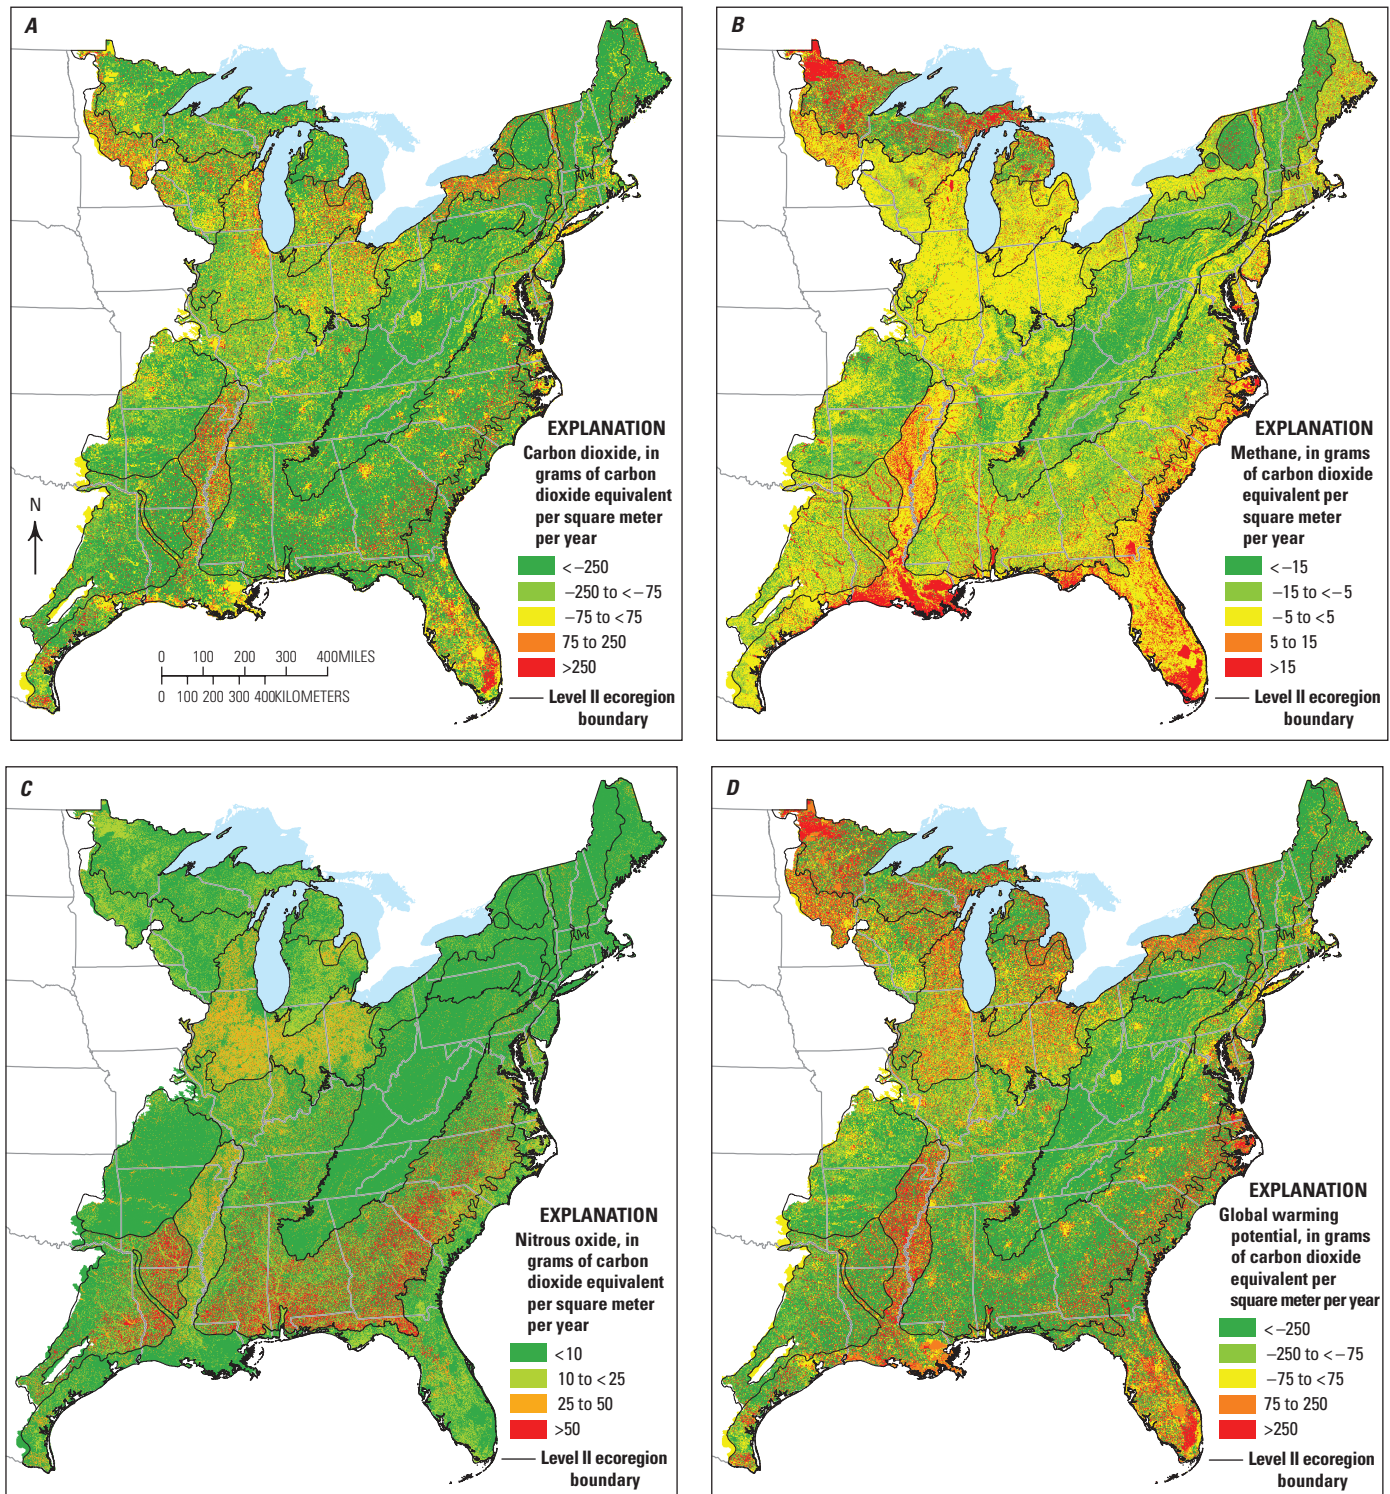 A
EXPLANATION
Carbon dioxide, in
grams of carbon
dioxide equivalent
per square meter
per year
< –250
–250 to < –75
–75 to <75
75 to 250
>250
Level II ecoregion
boundary
N
0 100 200 300 400 MILES
0 100 200 300 400 KILOMETERS
B
EXPLANATION
Methane, in grams
of carbon dioxide
equivalent per
square meter
per year
< –15
–15 to < –5
–5 to <5
5 to 15
>15
Level II ecoregion
boundary
C
EXPLANATION
Nitrous oxide, in
grams of carbon
dioxide equivalent
per square meter
per year
<10
10 to <25
25 to 50
>50
Level II ecoregion
boundary
D
EXPLANATION
Global warming
potential, in grams
of carbon dioxide
equivalent per
square meter per year
< –250
–250 to < –75
–75 to <75
75 to 250
>250
Level II ecoregion
boundary